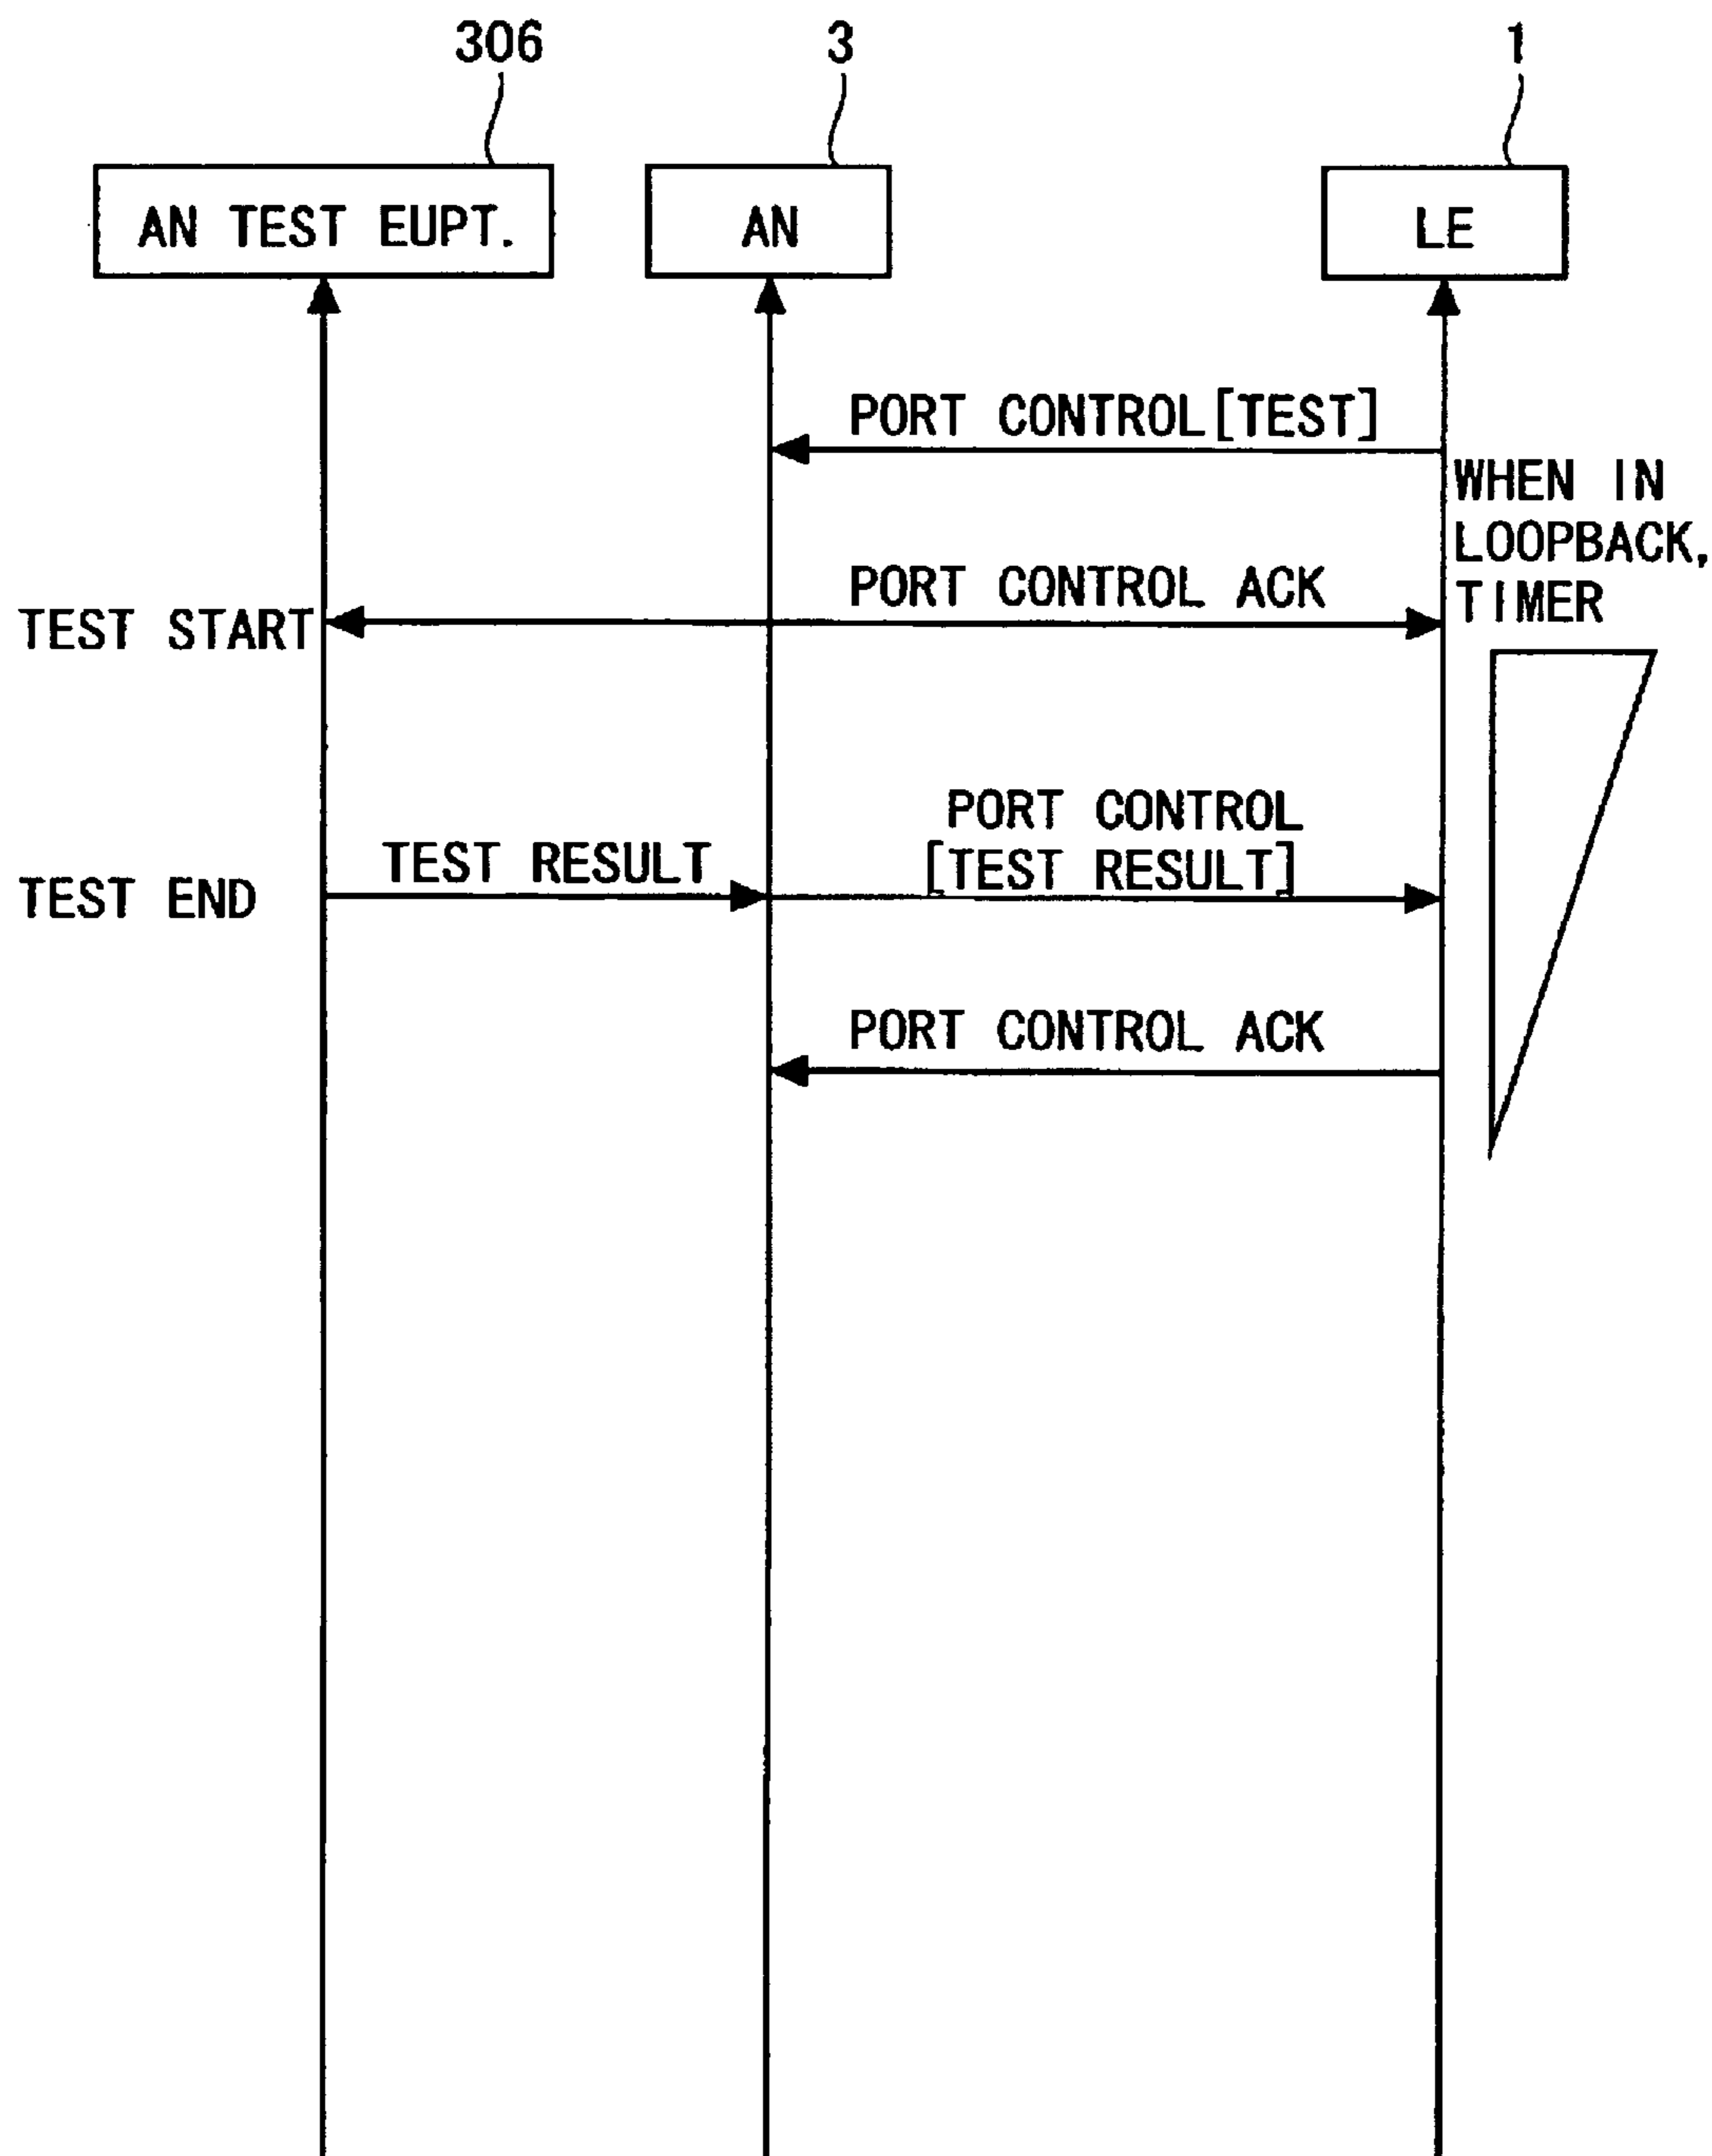 306
3
1
AN TEST EUPT.
AN
LE
PORT CONTROL[TEST]
WHEN IN
LOOPBACK,
TIMER
PORT CONTROL ACK
TEST START
PORT CONTROL
[TEST RESULT]
TEST RESULT
TEST END
PORT CONTROL ACK